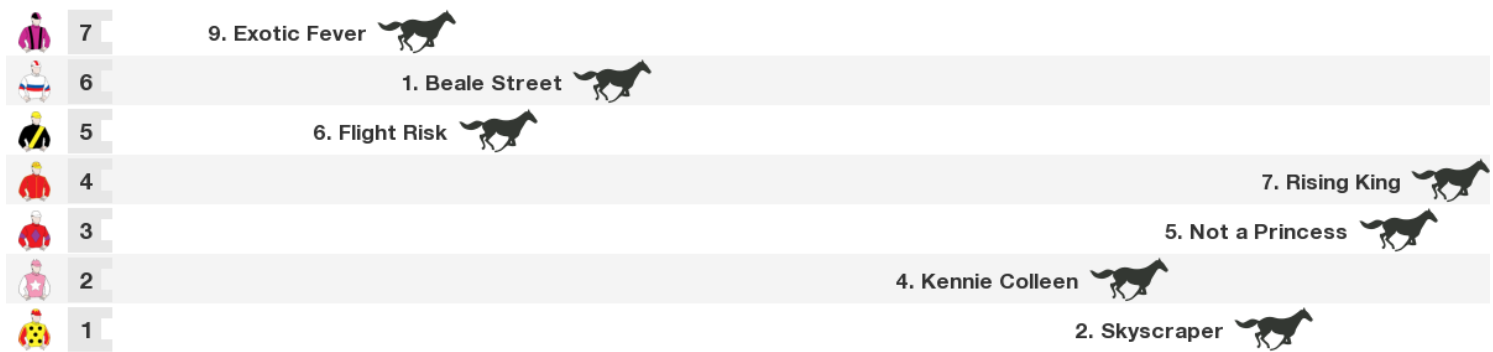 7 9. Exotic Fever
6 1. Beale Street
5 6. Flight Risk
4 7. Rising King
3 5. Not a Princess
2 4. Kennie Colleen
1 2. Skyscraper